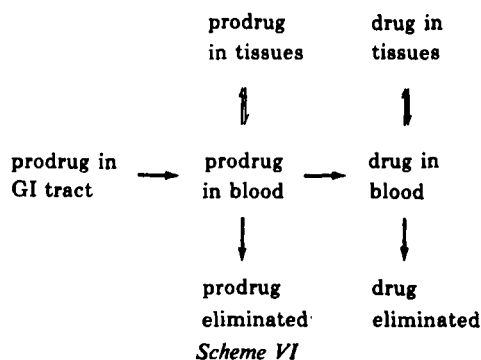 prodrug
in tissues
drug in
tissues
prodrug in
GI tract
prodrug
in blood
drug in
blood
prodrug
eliminated
drug
eliminated
Scheme VI